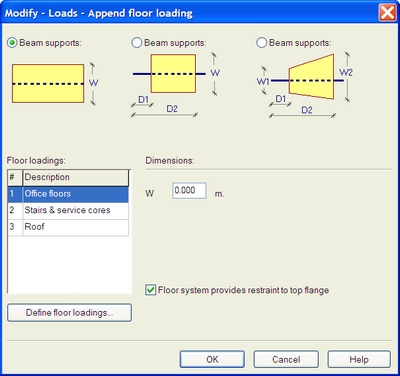 Modify - Loads - Append floor loading
Beam supports: Beam supports: Beam supports:
W W W1 W2
D1 D1
D2 D2
Floor loadings: Dimensions:
# Description
1 Office floors
W 0.000 m.
2 Stairs & service cores
3 Roof
Floor system provides restraint to top flange
Define floor loadings...
OK Cancel Help